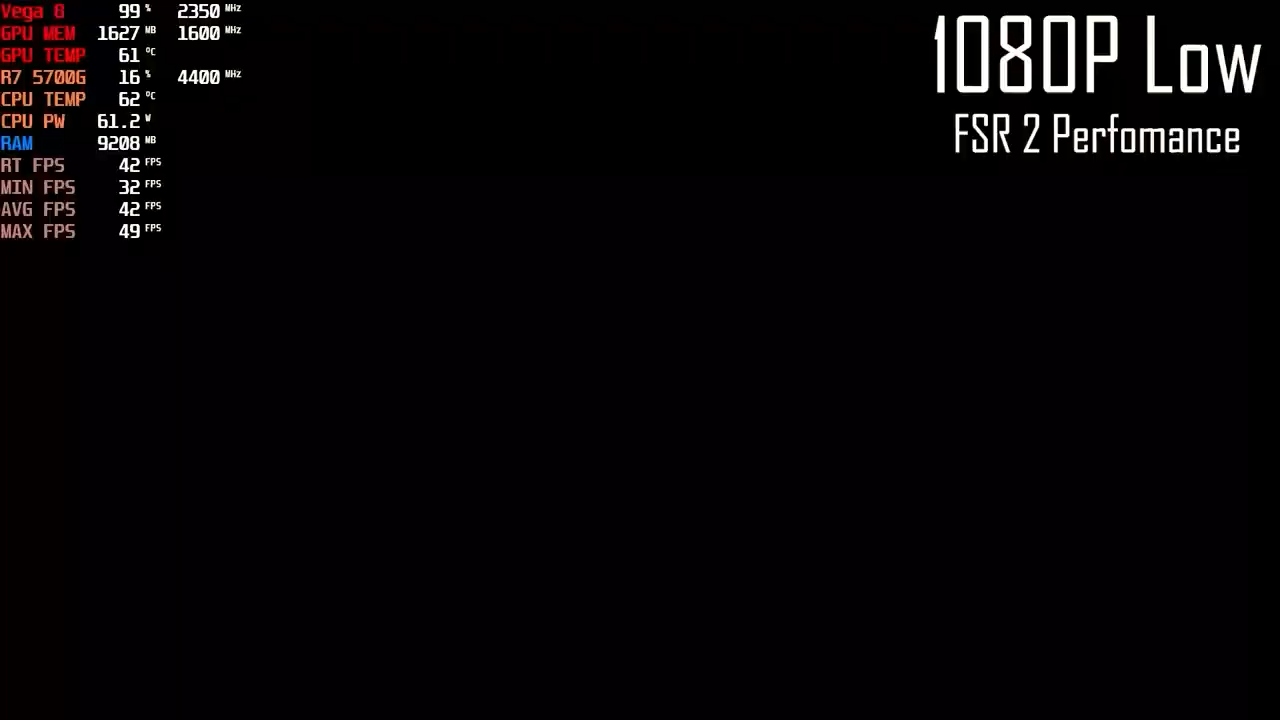 Vega 8 99 % 2350 MHz
GPU MEM 1627 MB 1600 MHz
GPU TEMP 61 °C
R7 5700G 16 % 4400 MHz
CPU TEMP 62 °C
CPU PW 61.2 W
RAM 9208 MB
RT FPS 42 FPS
MIN FPS 32 FPS
AVG FPS 42 FPS
MAX FPS 49 FPS
1080P Low
FSR 2 Perfomance